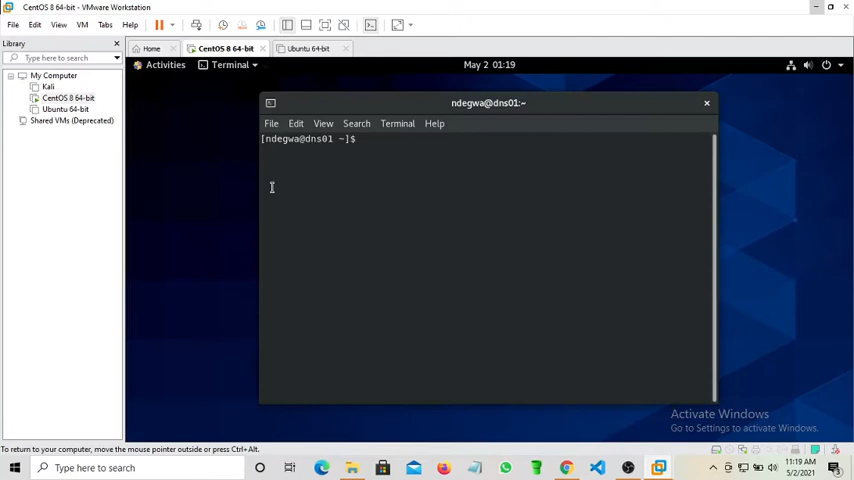 CentOS 8 64-bit - VMware Workstation
File Edit View VM Tabs Help
Library
Type here to search
My Computer
Kali
CentOS 8 64-bit
Ubuntu 64-bit
Shared VMs (Deprecated)
Home CentOS 8 64-bit Ubuntu 64-bit
Activities Terminal May 2 01:19
ndegwa@dns01:~
File Edit View Search Terminal Help
[ndegwa@dns01 ~]$
Activate Windows
Go to Settings to activate Windows.
To return to your computer, move the mouse pointer outside or press Ctrl+Alt.
Type here to search
11:19 AM
5/2/2021
3